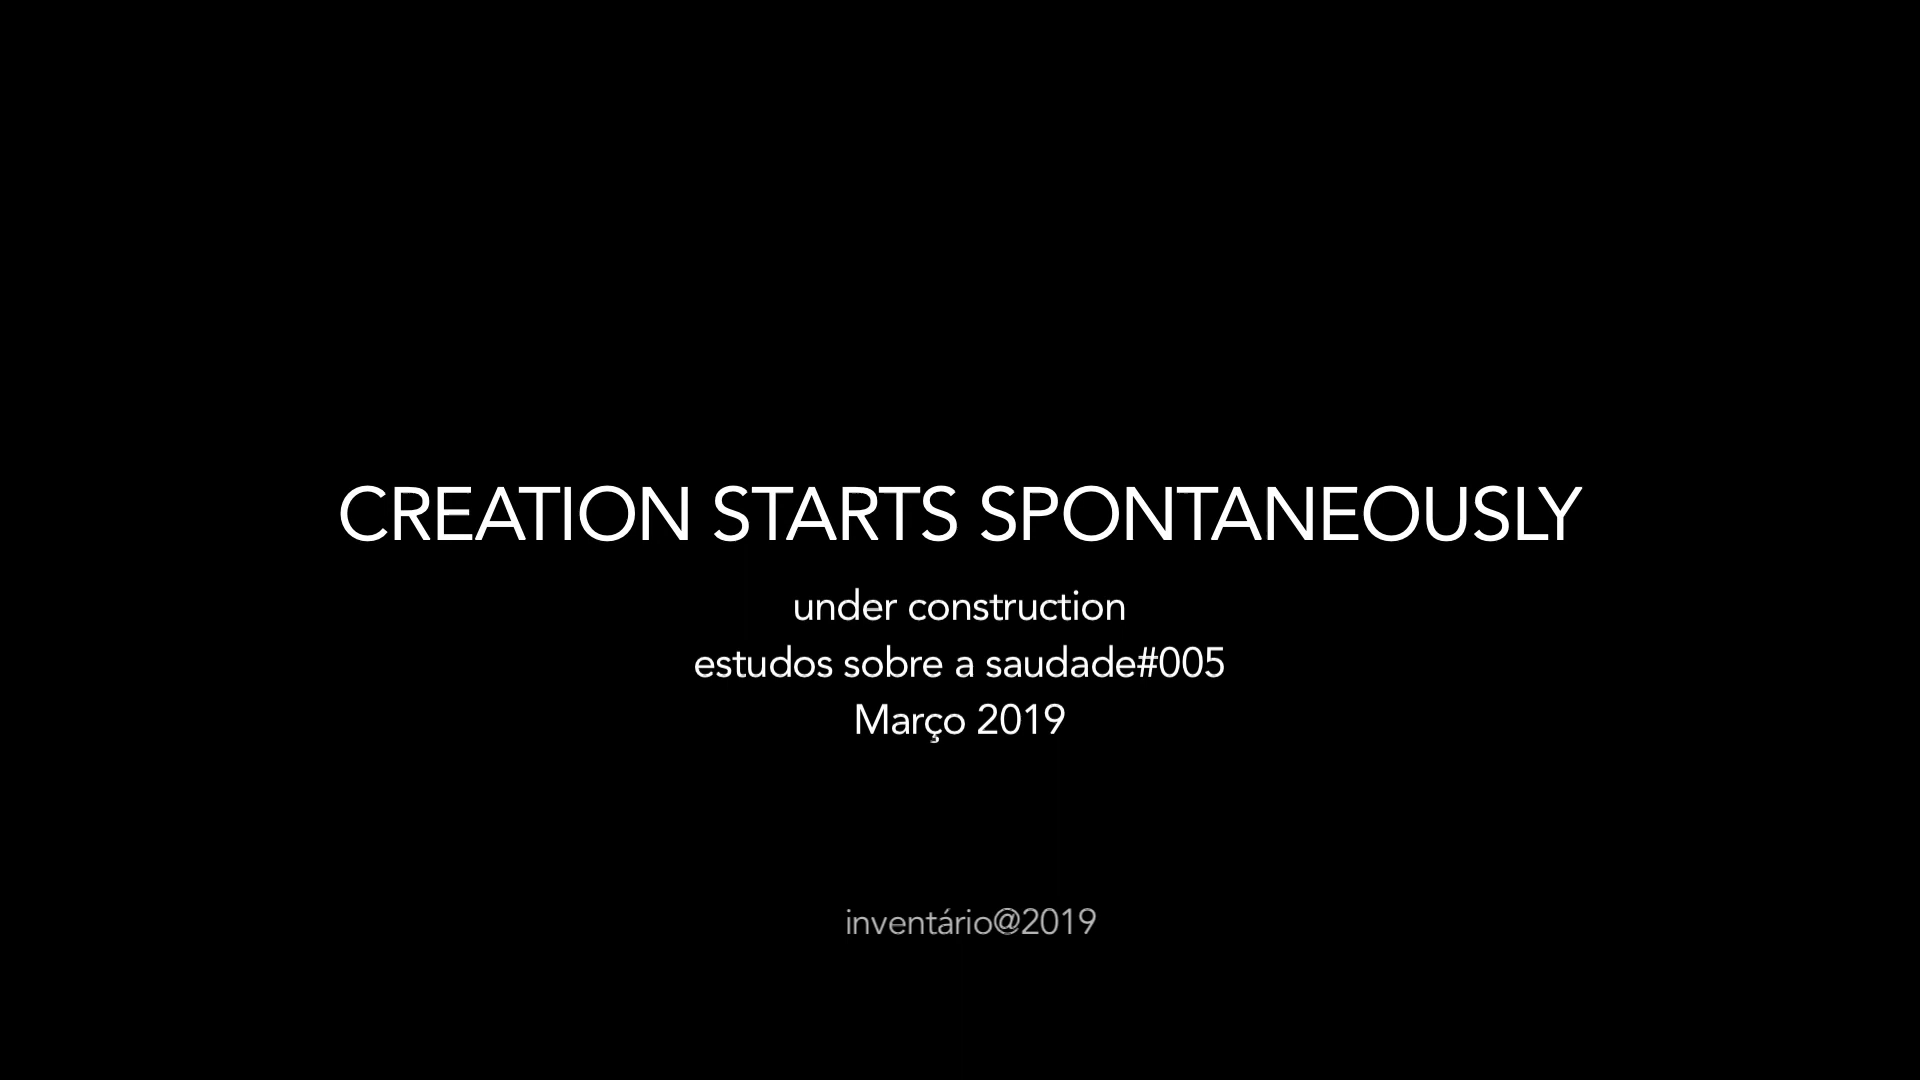 CREATION STARTS SPONTANEOUSLY
under construction
estudos sobre a saudade#005
Março 2019
inventário@2019